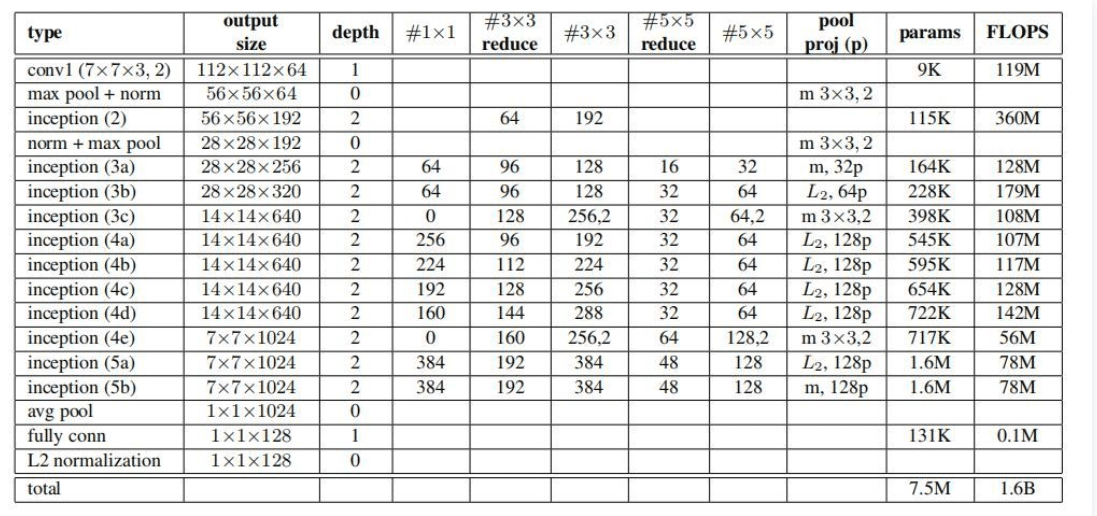 type output size depth #1×1 #3×3 reduce #3×3 #5×5 reduce #5×5 pool proj (p) params FLOPS
conv1 (7×7×3, 2) 112×112×64 1 9K 119M
max pool + norm 56×56×64 0 m 3×3, 2
inception (2) 56×56×192 2 64 192 115K 360M
norm + max pool 28×28×192 0 m 3×3, 2
inception (3a) 28×28×256 2 64 96 128 16 32 m, 32p 164K 128M
inception (3b) 28×28×320 2 64 96 128 32 64 L2, 64p 228K 179M
inception (3c) 14×14×640 2 0 128 256,2 32 64,2 m 3×3,2 398K 108M
inception (4a) 14×14×640 2 256 96 192 32 64 L2, 128p 545K 107M
inception (4b) 14×14×640 2 224 112 224 32 64 L2, 128p 595K 117M
inception (4c) 14×14×640 2 192 128 256 32 64 L2, 128p 654K 128M
inception (4d) 14×14×640 2 160 144 288 32 64 L2, 128p 722K 142M
inception (4e) 7×7×1024 2 0 160 256,2 64 128,2 m 3×3,2 717K 56M
inception (5a) 7×7×1024 2 384 192 384 48 128 L2, 128p 1.6M 78M
inception (5b) 7×7×1024 2 384 192 384 48 128 m, 128p 1.6M 78M
avg pool 1×1×1024 0
fully conn 1×1×128 1 131K 0.1M
L2 normalization 1×1×128 0
total 7.5M 1.6B